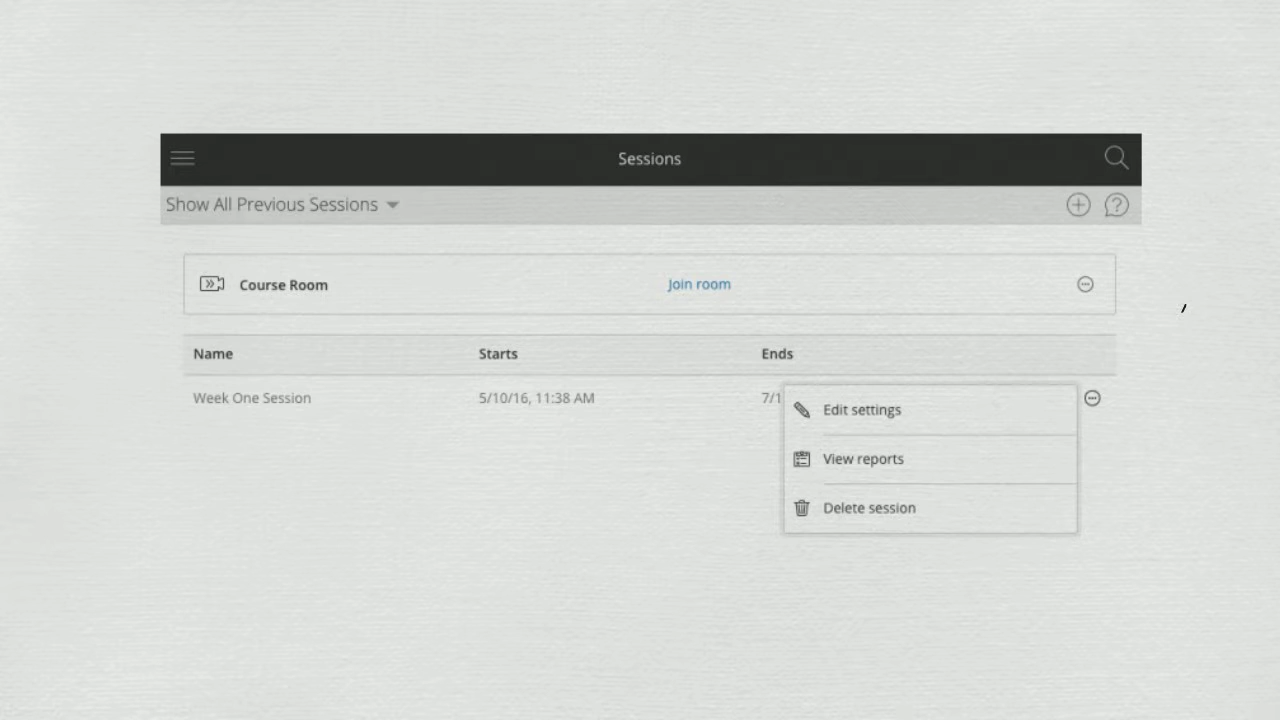 Sessions
Show All Previous Sessions
Course Room Join room
Name Starts Ends
Week One Session 5/10/16, 11:38 AM 7/1
Edit settings
View reports
Delete session